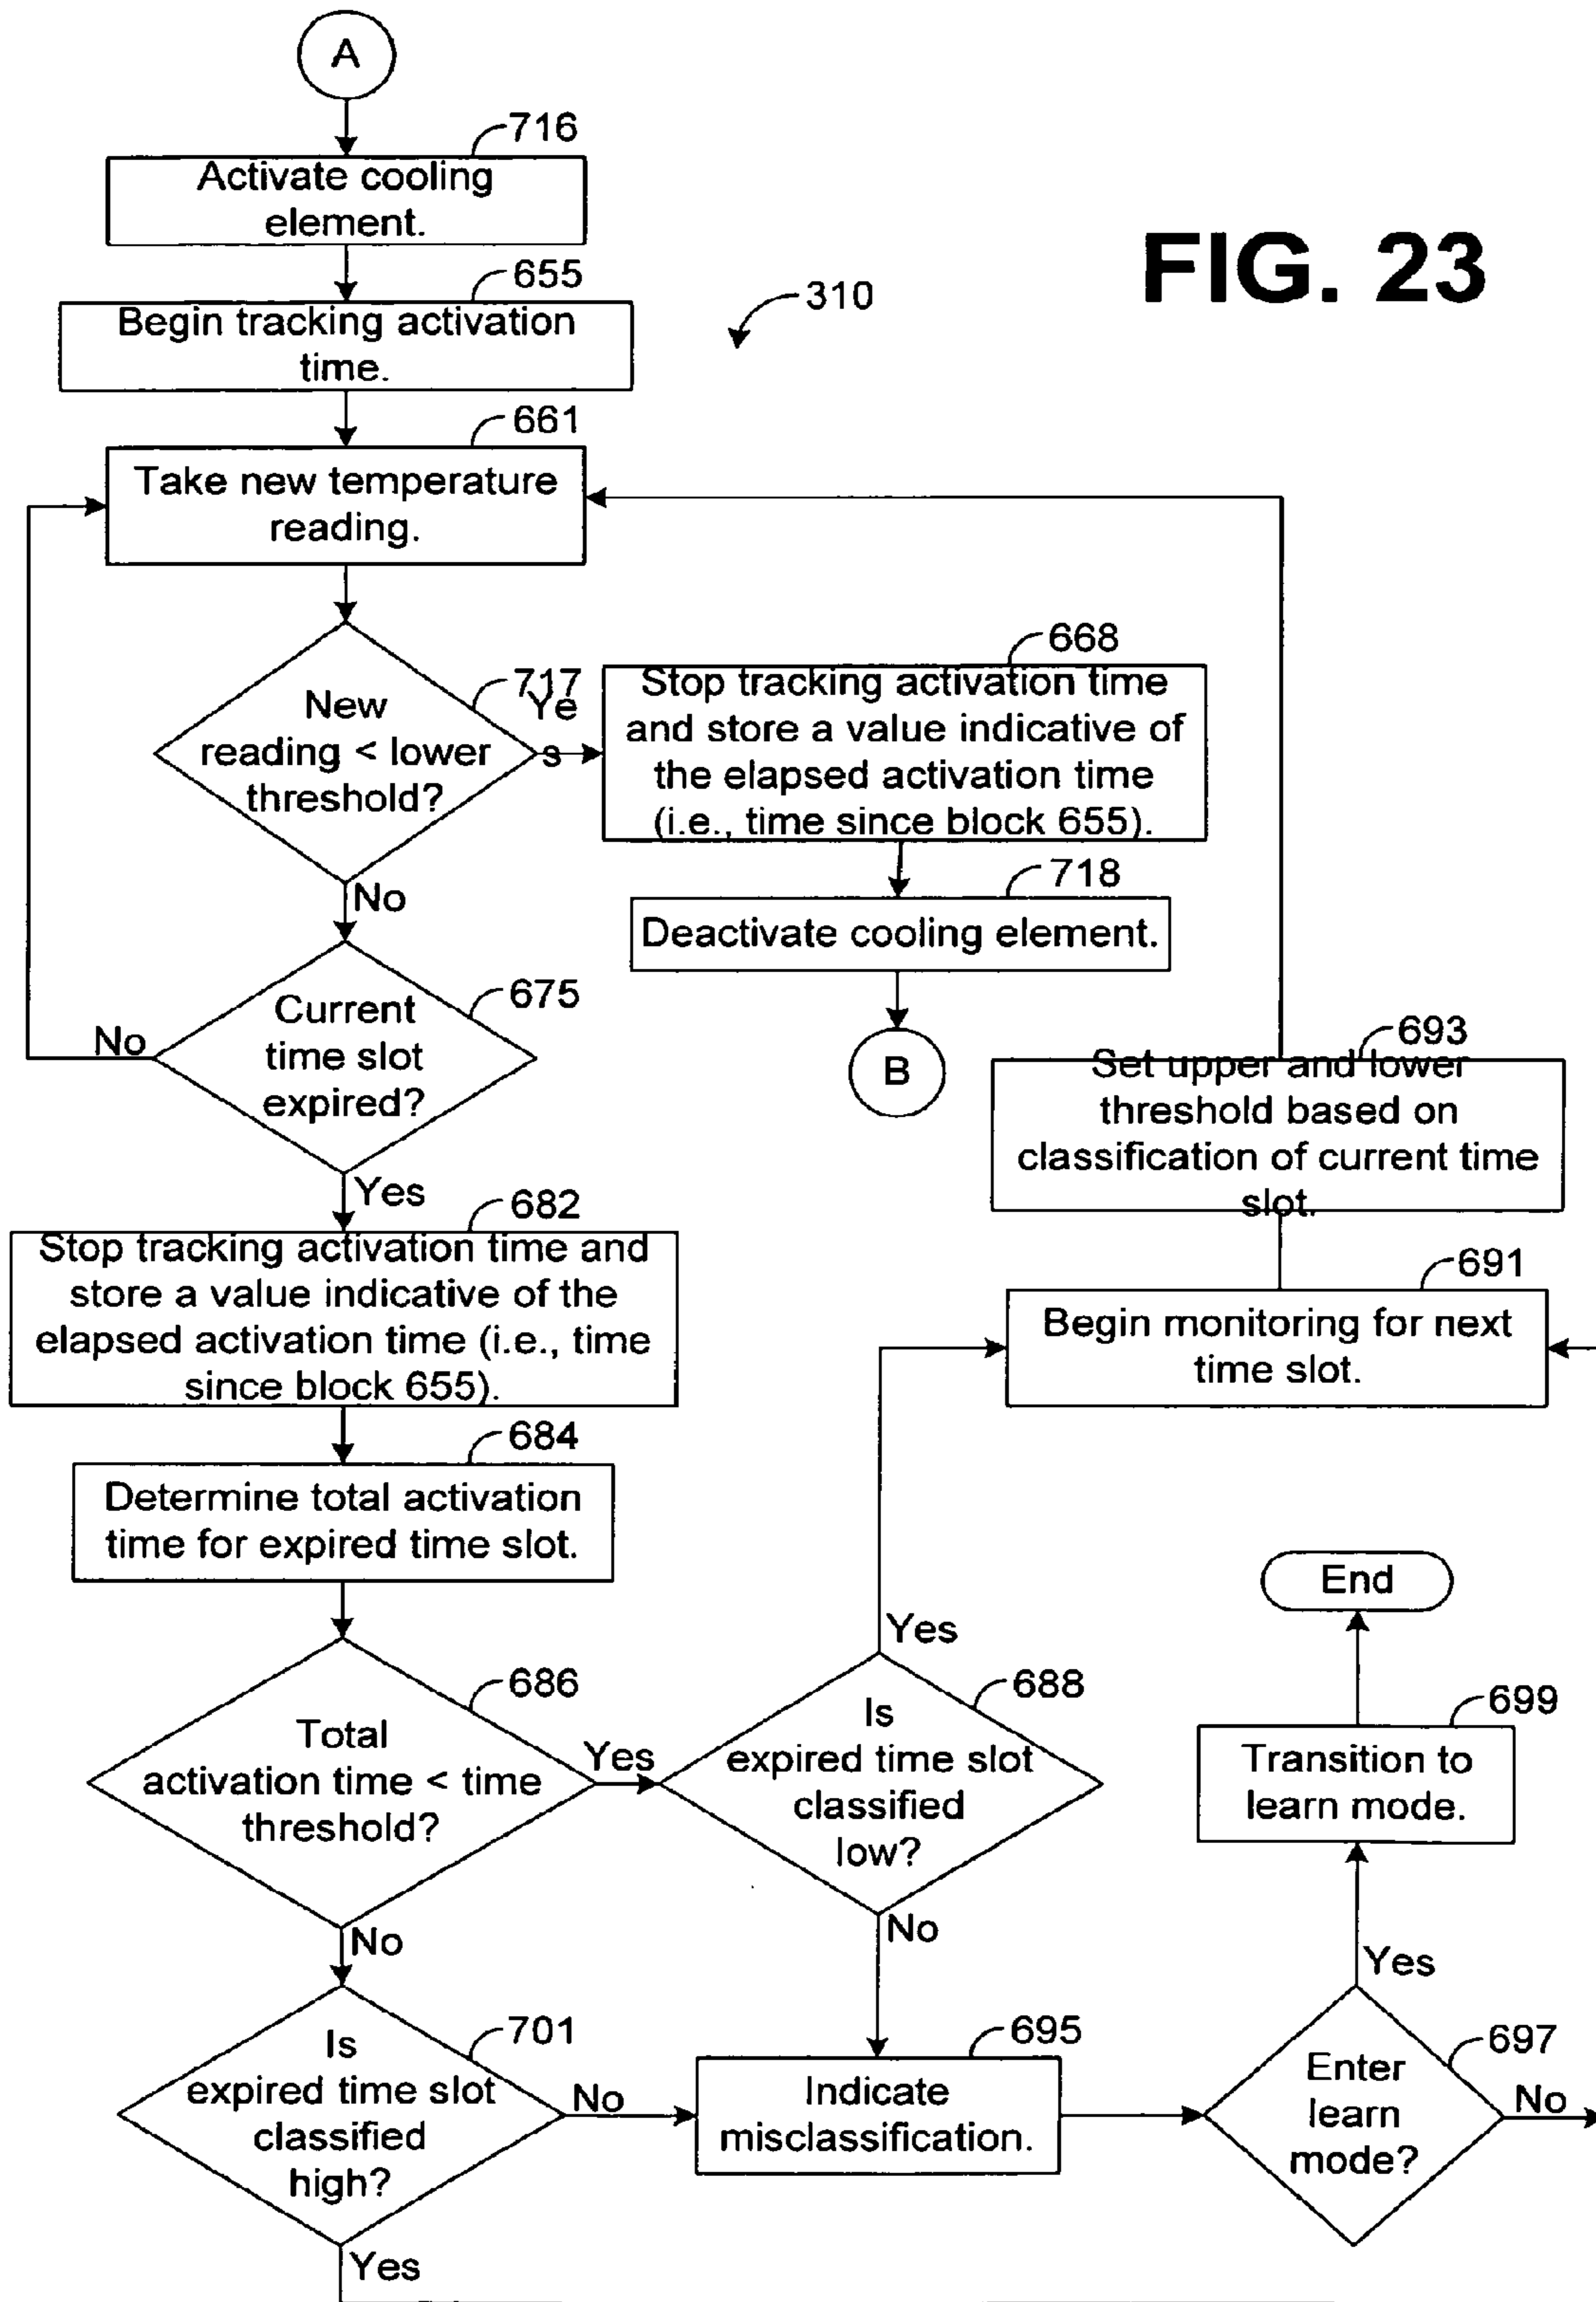 A
716
Activate cooling
element.
FIG. 23
655
Begin tracking activation
time.
310
661
Take new temperature
reading.
717
New
reading < lower
threshold?
Ye
s
668
Stop tracking activation time
and store a value indicative of
the elapsed activation time
(i.e., time since block 655).
No
718
Deactivate cooling element.
675
Current
time slot
expired?
No
B
693
Set upper and lower
threshold based on
classification of current time
slot.
Yes
682
Stop tracking activation time and
store a value indicative of the
elapsed activation time (i.e., time
since block 655).
691
Begin monitoring for next
time slot.
684
Determine total activation
time for expired time slot.
End
Yes
686
Total
activation time < time
threshold?
Yes
688
Is
expired time slot
classified
low?
699
Transition to
learn mode.
No
No
Yes
701
Is
expired time slot
classified
high?
No
695
Indicate
misclassification.
697
Enter
learn
mode?
No
Yes